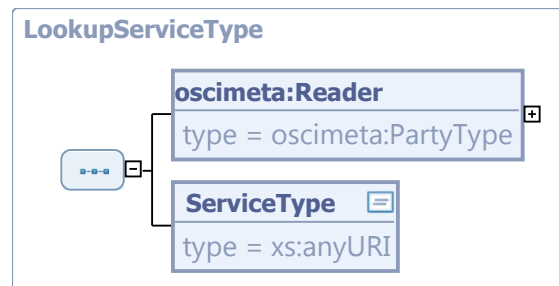 LookupServiceType
oscimeta:Reader
type = oscimeta:PartyType
ServiceType
type = xs:anyURI